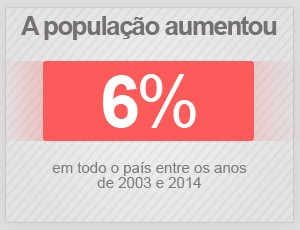 A população aumentou
6%
em todo o país entre os anos
de 2003 e 2014